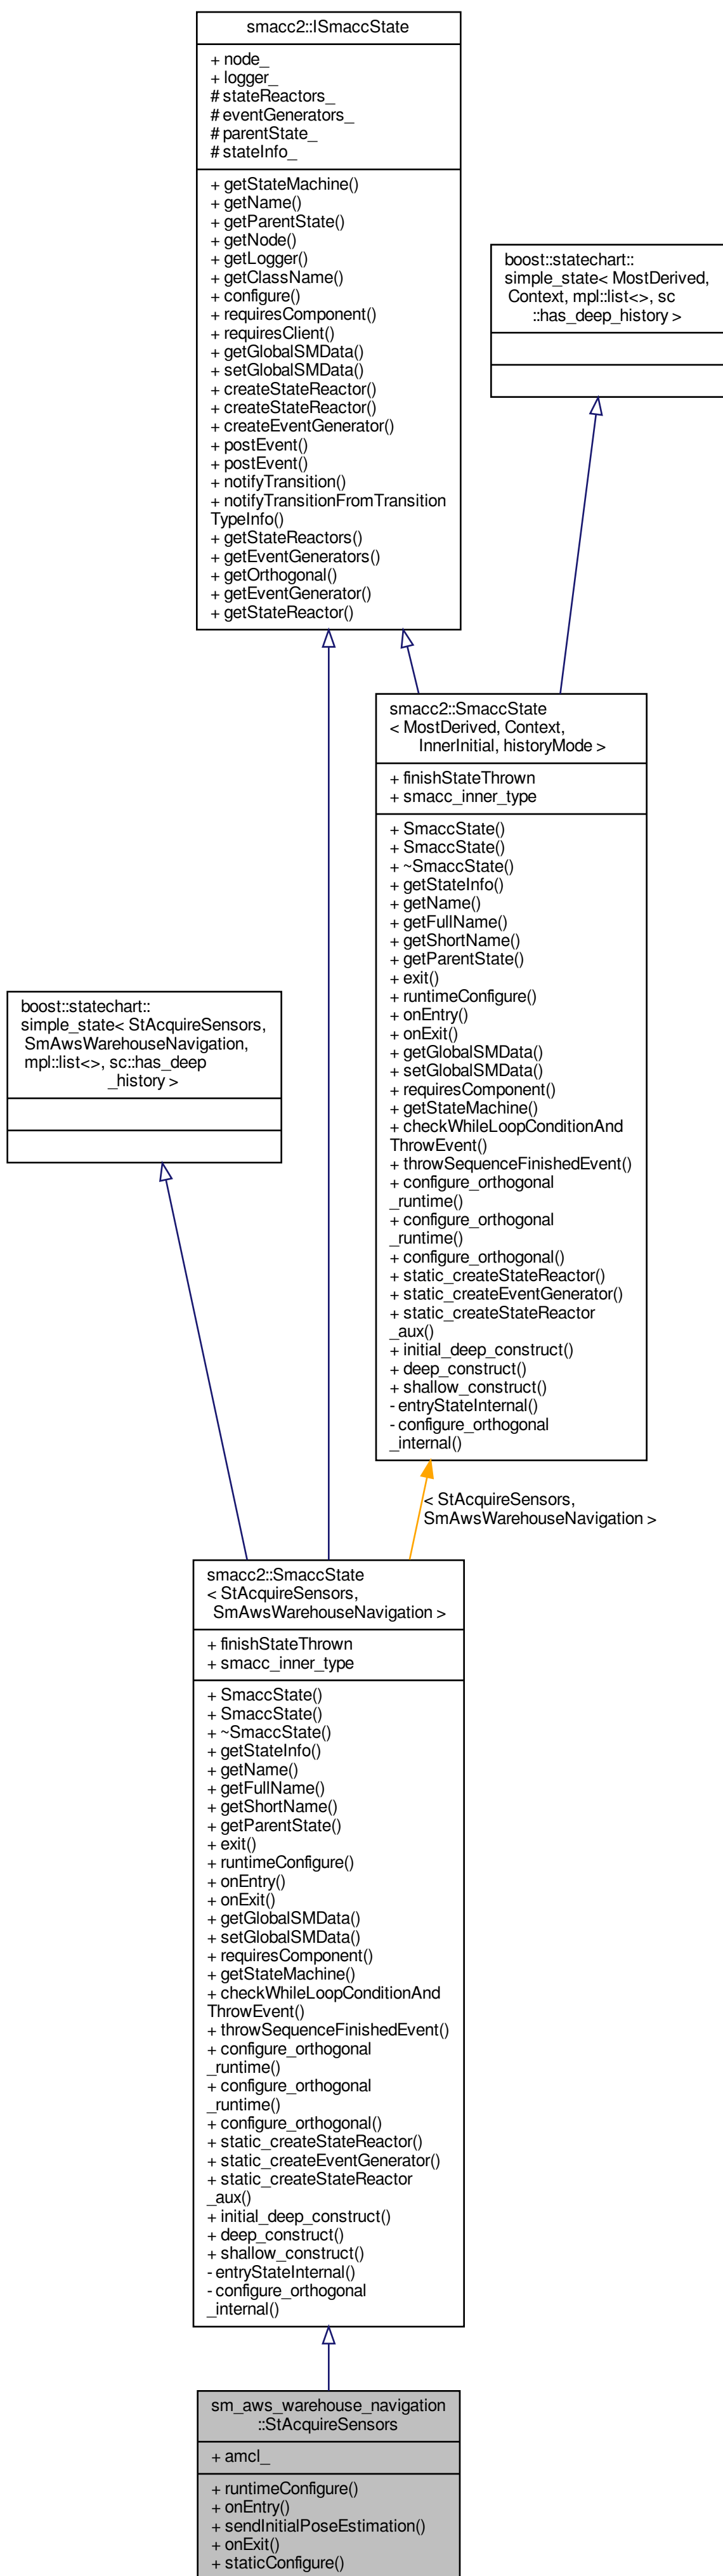 smacc2::ISmaccState
+ node_
+ logger_
# stateReactors_
# eventGenerators_
# parentState_
# stateInfo_
+ getStateMachine()
+ getName()
+ getParentState()
+ getNode()
+ getLogger()
+ getClassName()
+ configure()
+ requiresComponent()
+ requiresClient()
+ getGlobalSMData()
+ setGlobalSMData()
+ createStateReactor()
+ createStateReactor()
+ createEventGenerator()
+ postEvent()
+ postEvent()
+ notifyTransition()
+ notifyTransitionFromTransition
TypeInfo()
+ getStateReactors()
+ getEventGenerators()
+ getOrthogonal()
+ getEventGenerator()
+ getStateReactor()
boost::statechart::
simple_state< MostDerived,
Context, mpl::list<>, sc
::has_deep_history >
smacc2::SmaccState
< MostDerived, Context,
InnerInitial, historyMode >
+ finishStateThrown
+ smacc_inner_type
+ SmaccState()
+ SmaccState()
+ ~SmaccState()
+ getStateInfo()
+ getName()
+ getFullName()
+ getShortName()
+ getParentState()
+ exit()
+ runtimeConfigure()
+ onEntry()
+ onExit()
+ getGlobalSMData()
+ setGlobalSMData()
+ requiresComponent()
+ getStateMachine()
+ checkWhileLoopConditionAnd
ThrowEvent()
+ throwSequenceFinishedEvent()
+ configure_orthogonal
_runtime()
+ configure_orthogonal
_runtime()
+ configure_orthogonal()
+ static_createStateReactor()
+ static_createEventGenerator()
+ static_createStateReactor
_aux()
+ initial_deep_construct()
+ deep_construct()
+ shallow_construct()
- entryStateInternal()
- configure_orthogonal
_internal()
boost::statechart::
simple_state< StAcquireSensors,
SmAwsWarehouseNavigation,
mpl::list<>, sc::has_deep
_history >
< StAcquireSensors,
SmAwsWarehouseNavigation >
smacc2::SmaccState
< StAcquireSensors,
SmAwsWarehouseNavigation >
+ finishStateThrown
+ smacc_inner_type
+ SmaccState()
+ SmaccState()
+ ~SmaccState()
+ getStateInfo()
+ getName()
+ getFullName()
+ getShortName()
+ getParentState()
+ exit()
+ runtimeConfigure()
+ onEntry()
+ onExit()
+ getGlobalSMData()
+ setGlobalSMData()
+ requiresComponent()
+ getStateMachine()
+ checkWhileLoopConditionAnd
ThrowEvent()
+ throwSequenceFinishedEvent()
+ configure_orthogonal
_runtime()
+ configure_orthogonal
_runtime()
+ configure_orthogonal()
+ static_createStateReactor()
+ static_createEventGenerator()
+ static_createStateReactor
_aux()
+ initial_deep_construct()
+ deep_construct()
+ shallow_construct()
- entryStateInternal()
- configure_orthogonal
_internal()
sm_aws_warehouse_navigation
::StAcquireSensors
+ amcl_
+ runtimeConfigure()
+ onEntry()
+ sendInitialPoseEstimation()
+ onExit()
+ staticConfigure()